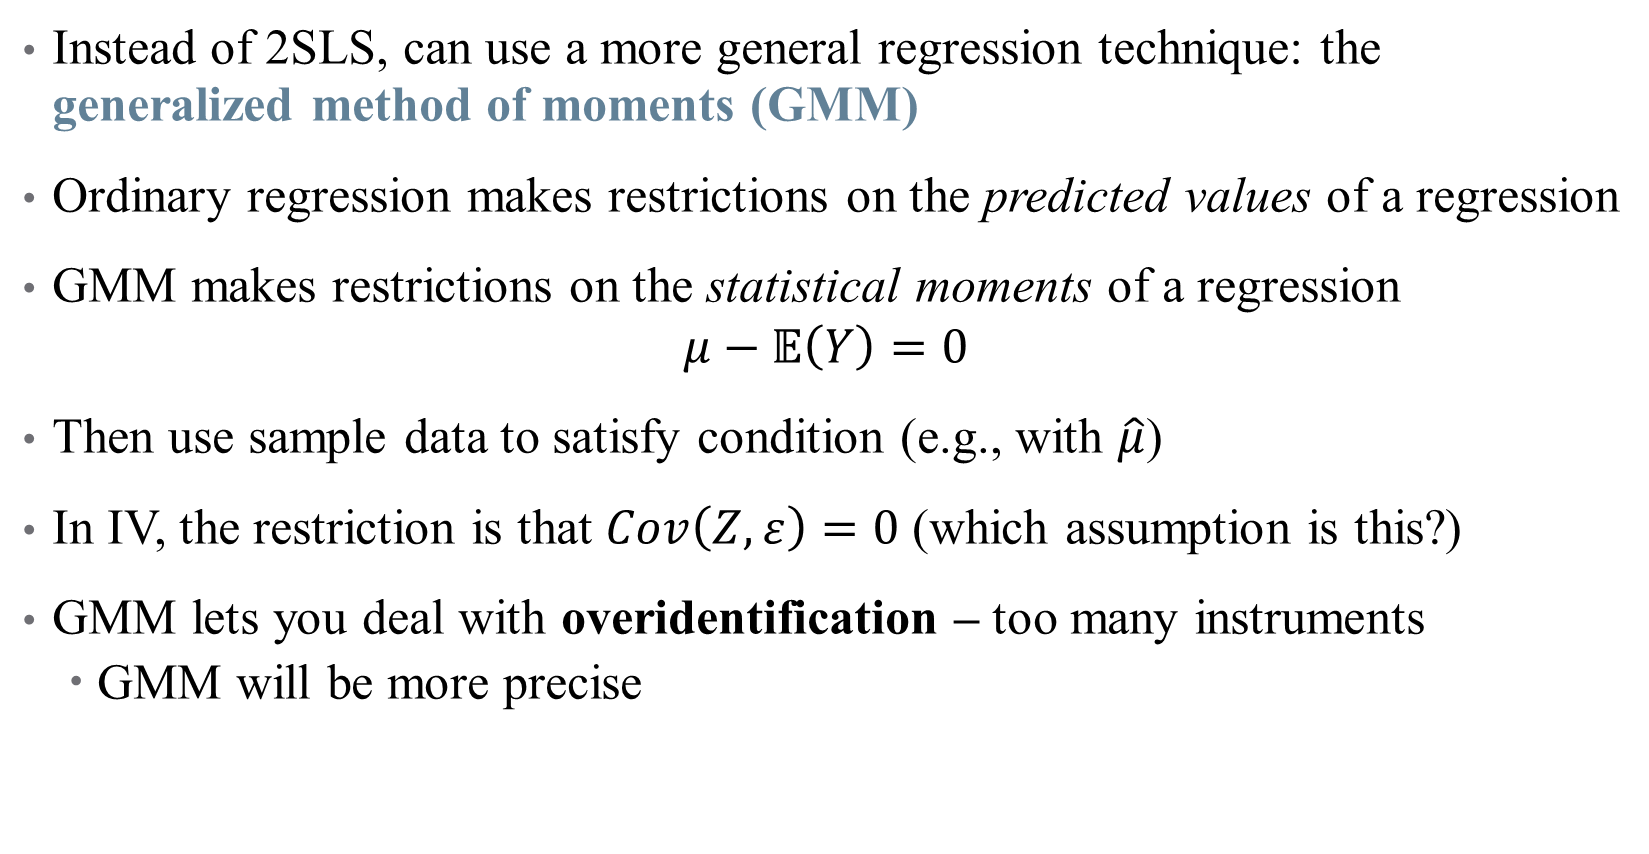 • Instead of 2SLS, can use a more general regression technique: the
generalized method of moments (GMM)
• Ordinary regression makes restrictions on the predicted values of a regression
• GMM makes restrictions on the statistical moments of a regression
𝜇 − 𝔼(𝑌) = 0
• Then use sample data to satisfy condition (e.g., with 𝜇̂)
• In IV, the restriction is that 𝐶𝑜𝑣(𝑍, 𝜀) = 0 (which assumption is this?)
• GMM lets you deal with overidentification – too many instruments
• GMM will be more precise